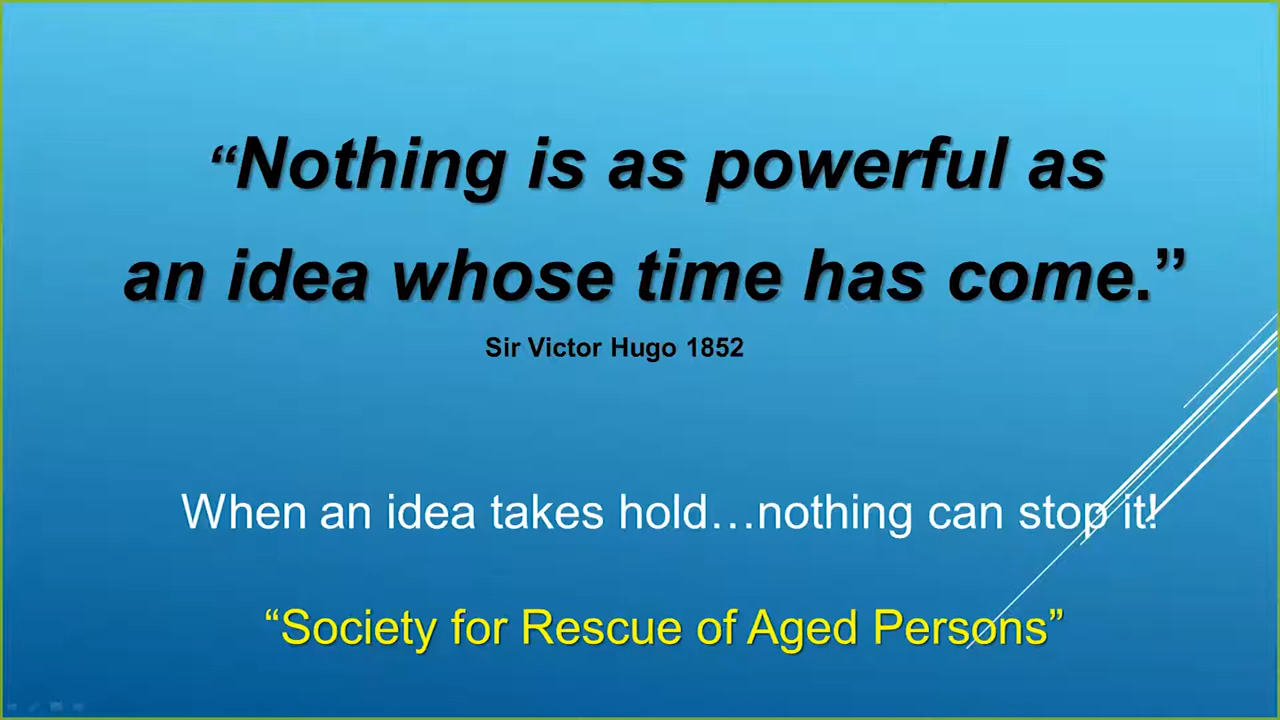 “Nothing is as powerful as
an idea whose time has come.”
Sir Victor Hugo 1852
When an idea takes hold…nothing can stop it!
“Society for Rescue of Aged Persons”